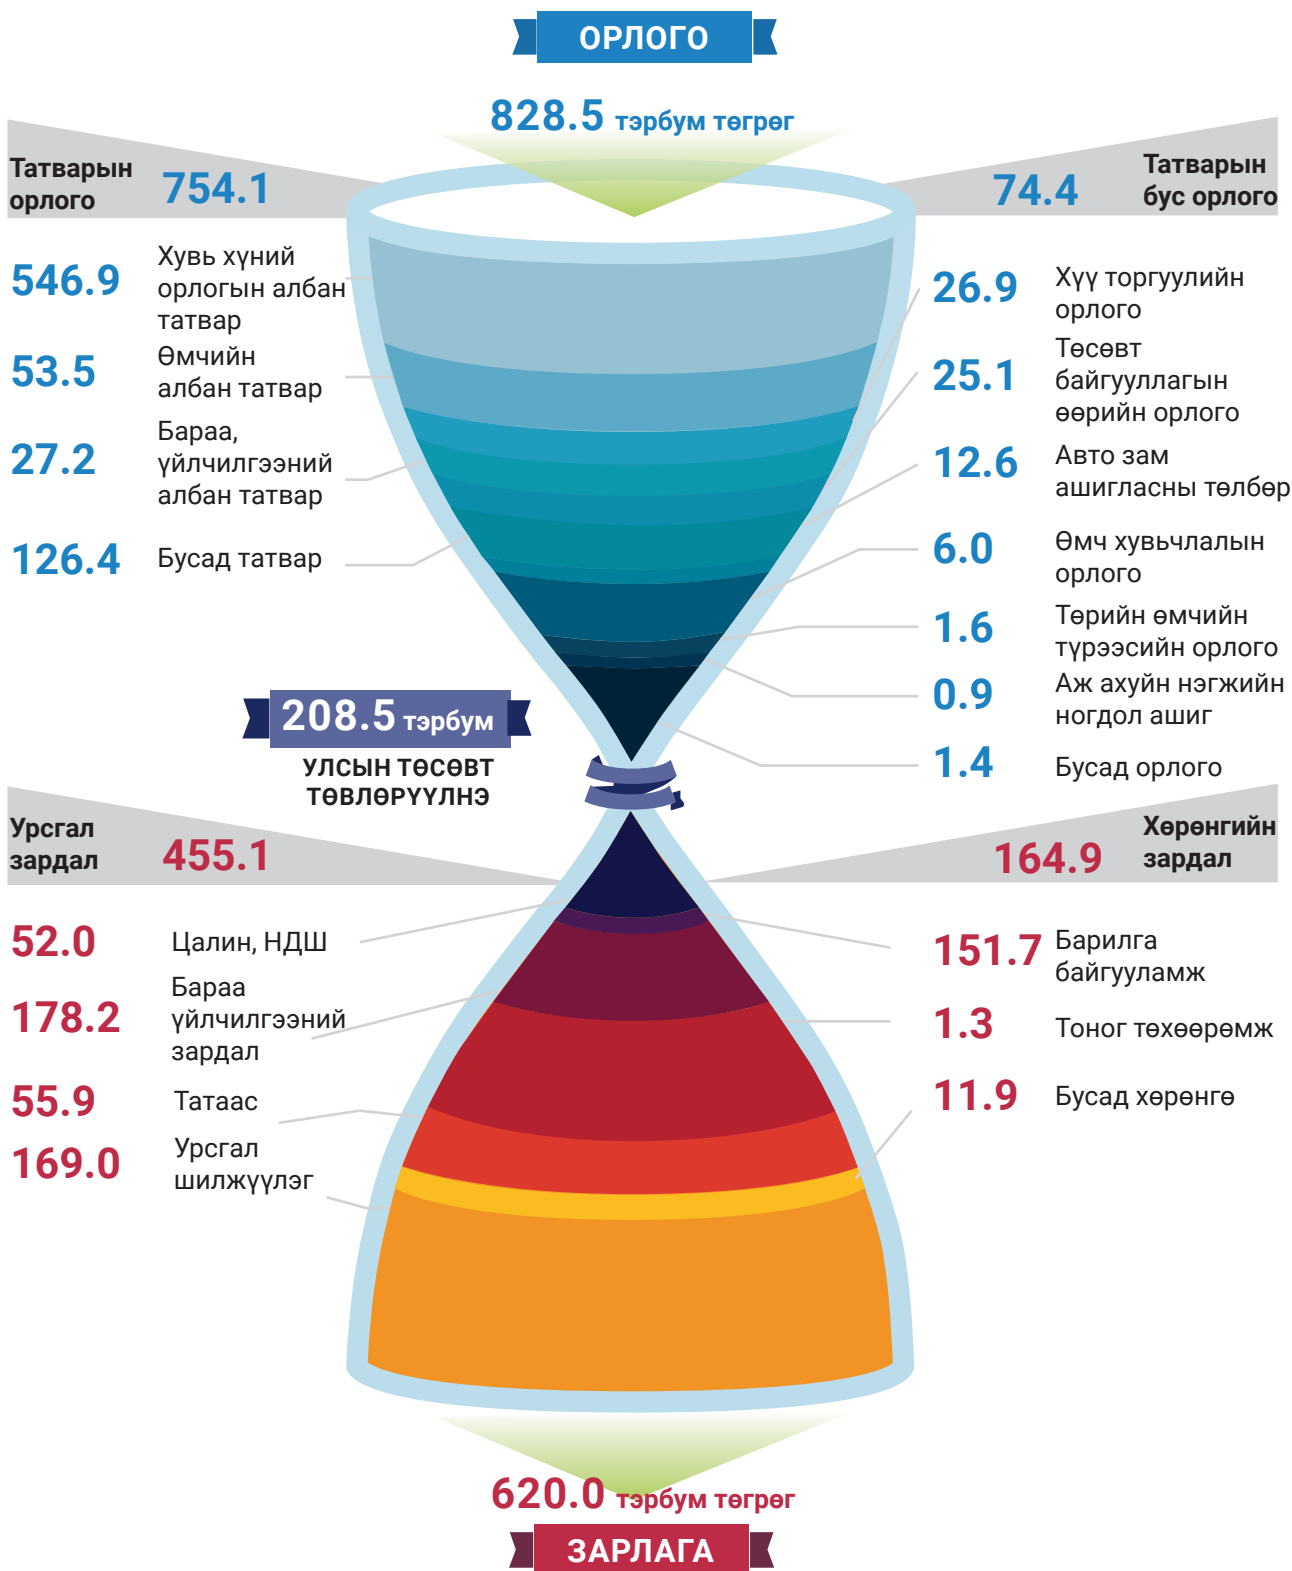 ОРЛОГО
828.5 тэрбум төгрөг
Татварын
орлого
754.1
546.9
Хувь хүний
орлогын албан
татвар
53.5
Өмчийн
албан татвар
27.2
Бараа,
үйлчилгээний
албан татвар
126.4
Бусад татвар
74.4
Татварын
бус орлого
26.9
Хүү торгуулийн
орлого
25.1
Төсөвт
байгууллагын
өөрийн орлого
12.6
Авто зам
ашигласны төлбөр
6.0
Өмч хувьчлалын
орлого
1.6
Төрийн өмчийн
түрээсийн орлого
0.9
Аж ахуйн нэгжийн
ногдол ашиг
1.4
Бусад орлого
208.5 тэрбум
УЛСЫН ТӨСӨВТ
ТӨВЛӨРҮҮЛНЭ
Урсгал
зардал
455.1
52.0
Цалин, НДШ
178.2
Бараа
үйлчилгээний
зардал
55.9
Татаас
169.0
Урсгал
шилжүүлэг
164.9
Хөрөнгийн
зардал
151.7
Барилга
байгууламж
1.3
Тоног төхөөрөмж
11.9
Бусад хөрөнгө
620.0 тэрбум төгрөг
ЗАРЛАГА